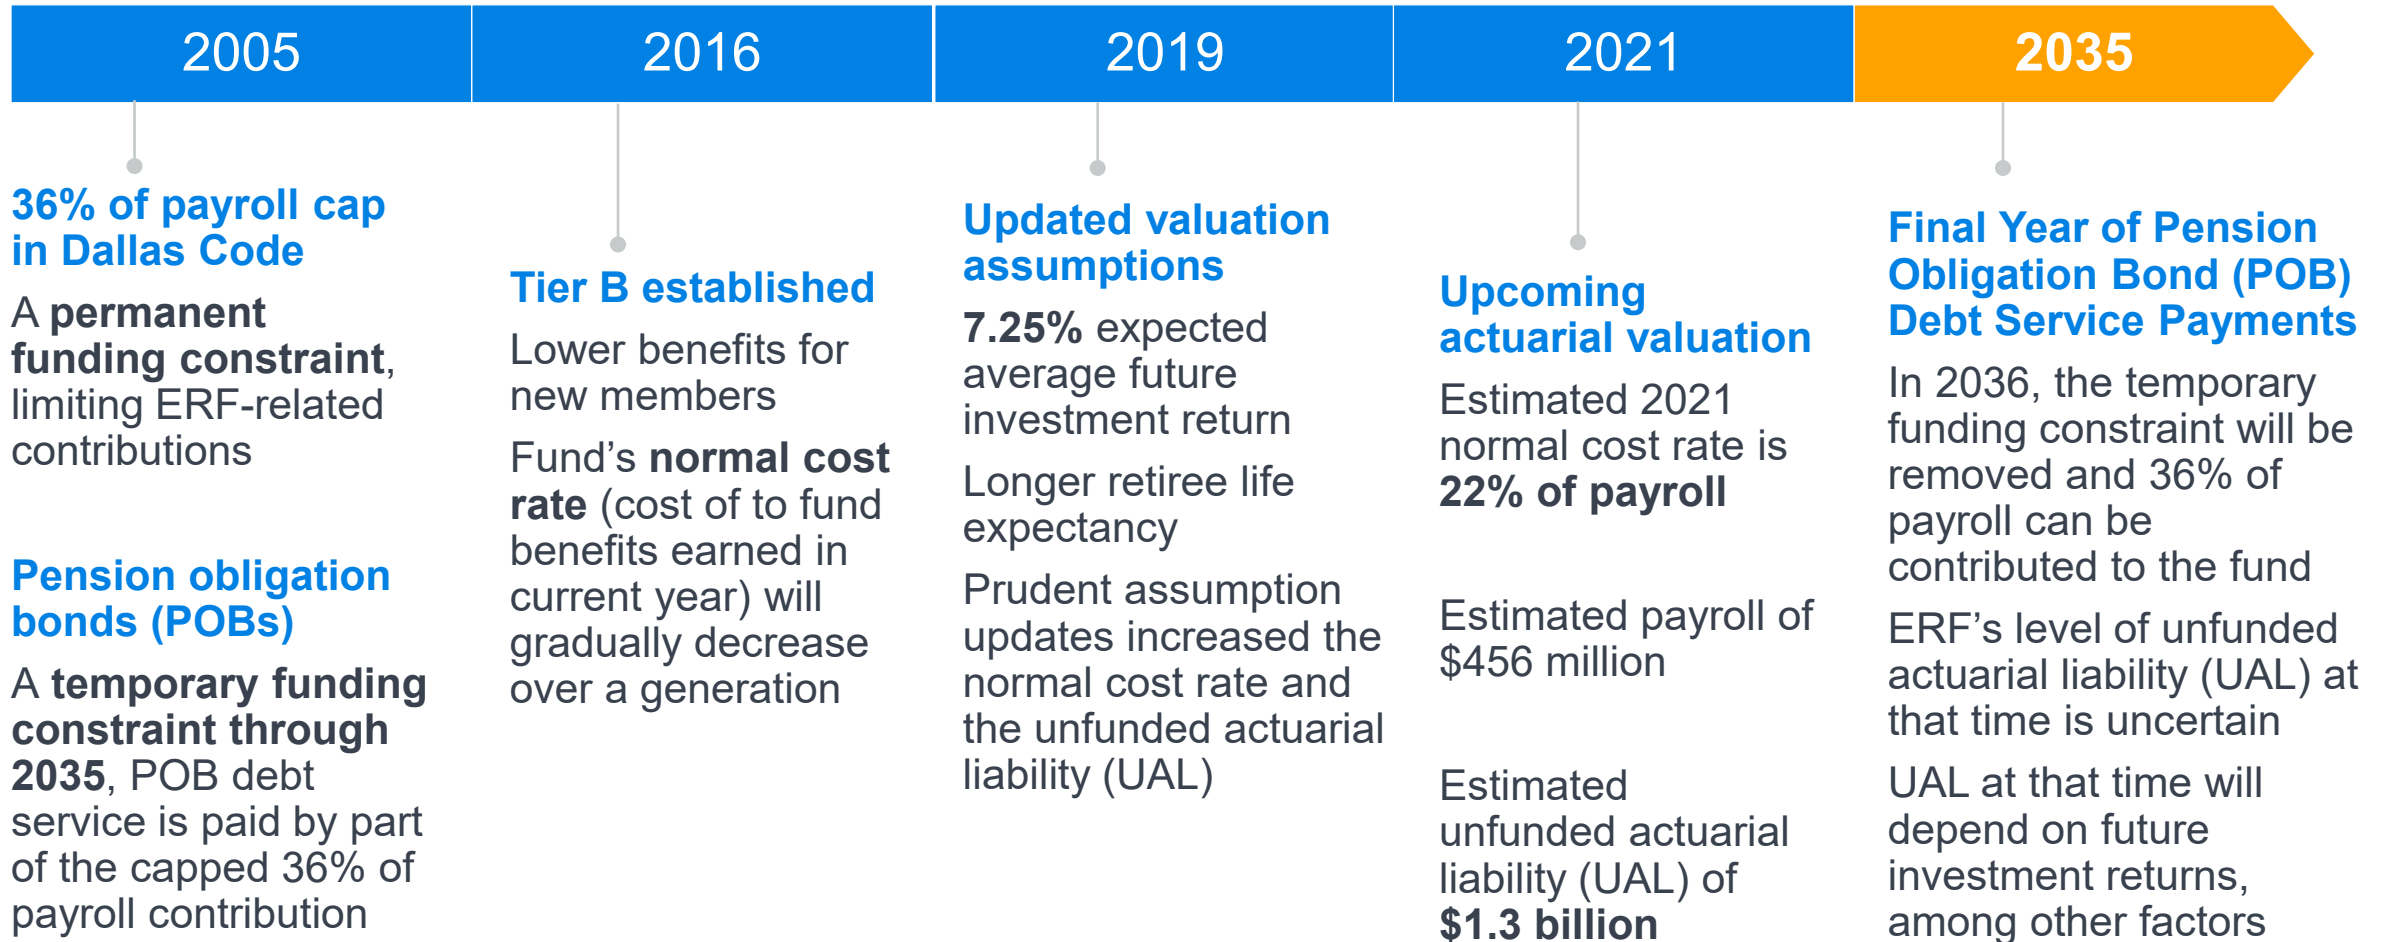 2005
2016
2019
2021
2035
36% of payroll cap
in Dallas Code
A permanent
funding constraint,
limiting ERF-related
contributions
Pension obligation
bonds (POBs)
A temporary funding
constraint through
2035, POB debt
service is paid by part
of the capped 36% of
payroll contribution
Tier B established
Lower benefits for
new members
Fund’s normal cost
rate (cost of to fund
benefits earned in
current year) will
gradually decrease
over a generation
Updated valuation
assumptions
7.25% expected
average future
investment return
Longer retiree life
expectancy
Prudent assumption
updates increased the
normal cost rate and
the unfunded actuarial
liability (UAL)
Upcoming
actuarial valuation
Estimated 2021
normal cost rate is
22% of payroll
Estimated payroll of
$456 million
Estimated
unfunded actuarial
liability (UAL) of
$1.3 billion
Final Year of Pension
Obligation Bond (POB)
Debt Service Payments
In 2036, the temporary
funding constraint will be
removed and 36% of
payroll can be
contributed to the fund
ERF’s level of unfunded
actuarial liability (UAL) at
that time is uncertain
UAL at that time will
depend on future
investment returns,
among other factors